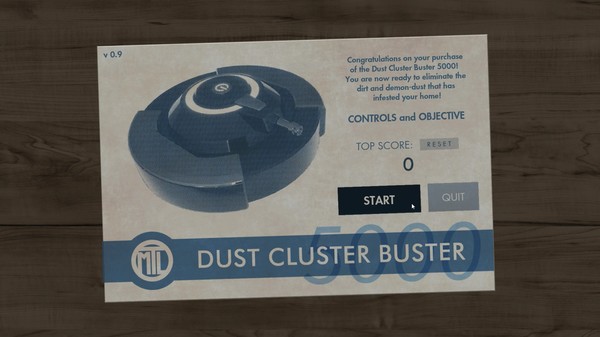 v 0.9
Congratulations on your purchase
of the Dust Cluster Buster 5000!
You are now ready to eliminate the
dirt and demon-dust that has
infested your home!
CONTROLS and OBJECTIVE
TOP SCORE: RESET
0
START QUIT
MTL DUST CLUSTER BUSTER
5000